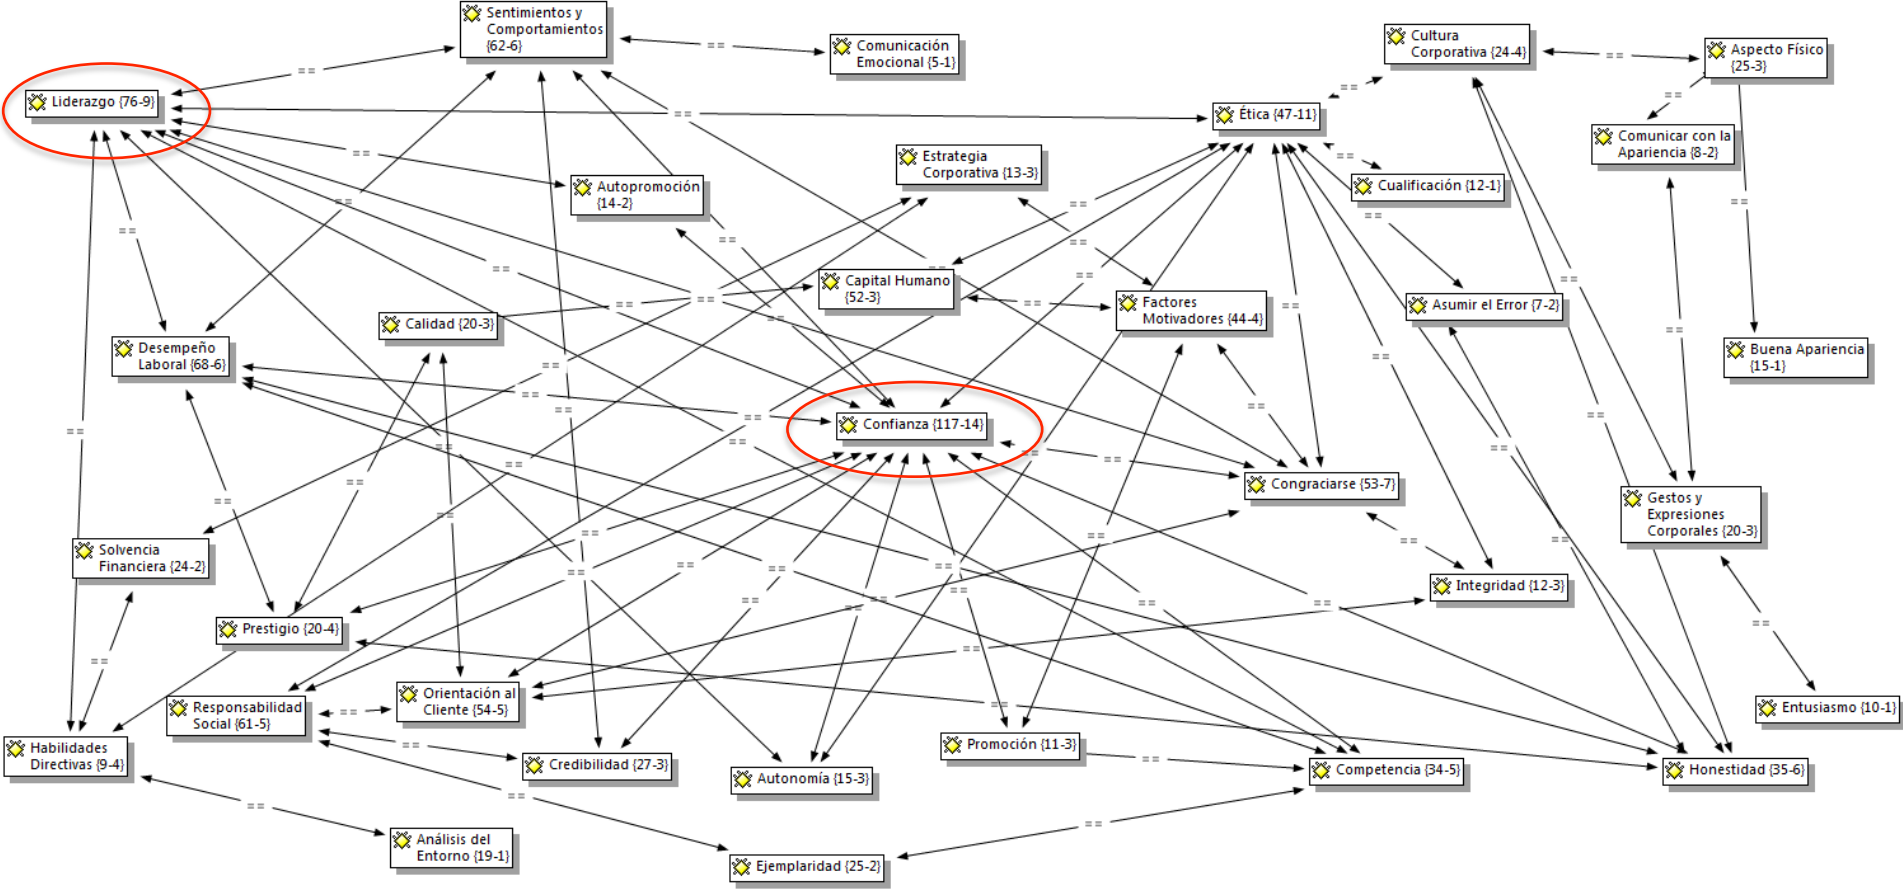 Sentimientos y
Comportamientos
{62-6}
Comunicación
Emocional {5-1}
Cultura
Corporativa {24-4}
Aspecto Físico
{25-3}
Liderazgo {76-9}
Ética {47-11}
Comunicar con la
Apariencia {8-2}
Estrategia
Corporativa {13-3}
Autopromoción
{14-2}
Cualificación {12-1}
Capital Humano
{52-3}
Factores
Motivadores {44-4}
Asumir el Error {7-2}
Calidad {20-3}
Desempeño
Laboral {68-6}
Buena Apariencia
{15-1}
Confianza {117-14}
Congraciarse {53-7}
Gestos y
Expresiones
Corporales {20-3}
Solvencia
Financiera {24-2}
Integridad {12-3}
Prestigio {20-4}
Orientación al
Cliente {54-5}
Responsabilidad
Social {61-5}
Entusiasmo {10-1}
Habilidades
Directivas {9-4}
Credibilidad {27-3}
Autonomía {15-3}
Promoción {11-3}
Competencia {34-5}
Honestidad {35-6}
Análisis del
Entorno {19-1}
Ejemplaridad {25-2}